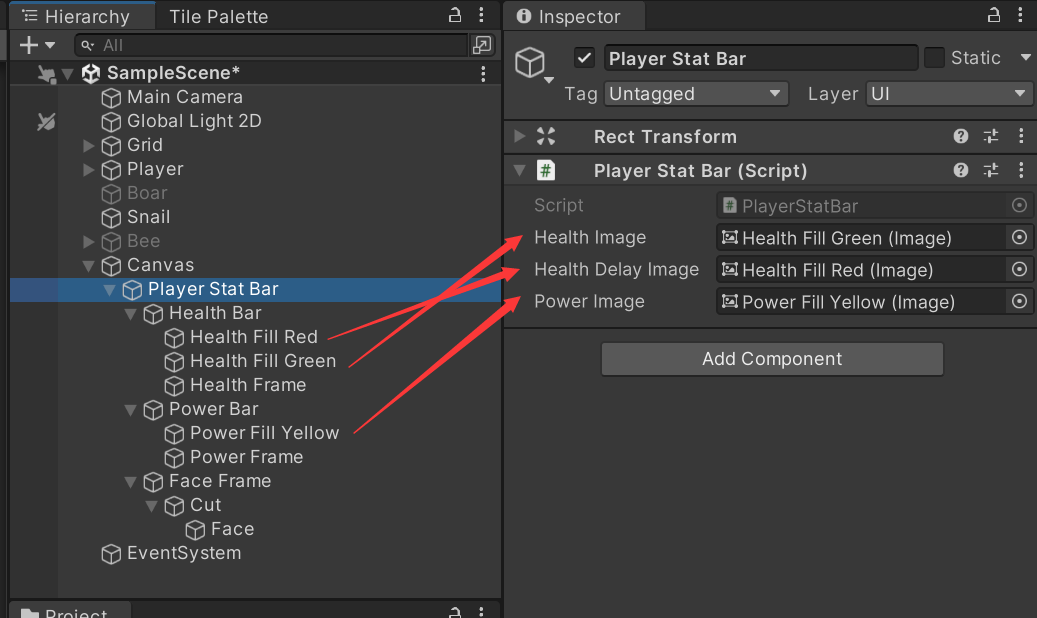 Hierarchy
Tile Palette
All
SampleScene*
Main Camera
Global Light 2D
Grid
Player
Boar
Snail
Bee
Canvas
Player Stat Bar
Health Bar
Health Fill Red
Health Fill Green
Health Frame
Power Bar
Power Fill Yellow
Power Frame
Face Frame
Cut
Face
EventSystem
Project
Inspector
Player Stat Bar
Static
Tag Untagged
Layer UI
Rect Transform
# Player Stat Bar (Script)
Script # PlayerStatBar
Health Image Health Fill Green (Image)
Health Delay Image Health Fill Red (Image)
Power Image Power Fill Yellow (Image)
Add Component